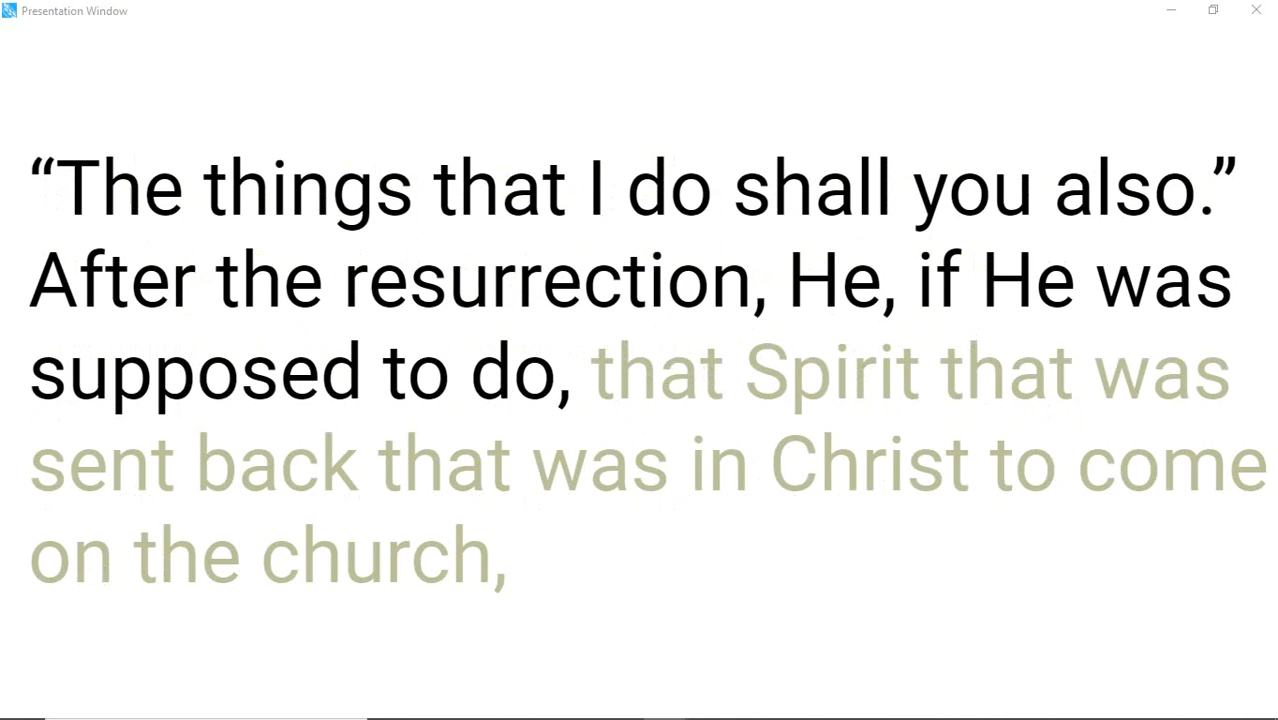 Presentation Window
“The things that I do shall you also.”
After the resurrection, He, if He was
supposed to do, that Spirit that was
sent back that was in Christ to come
on the church,